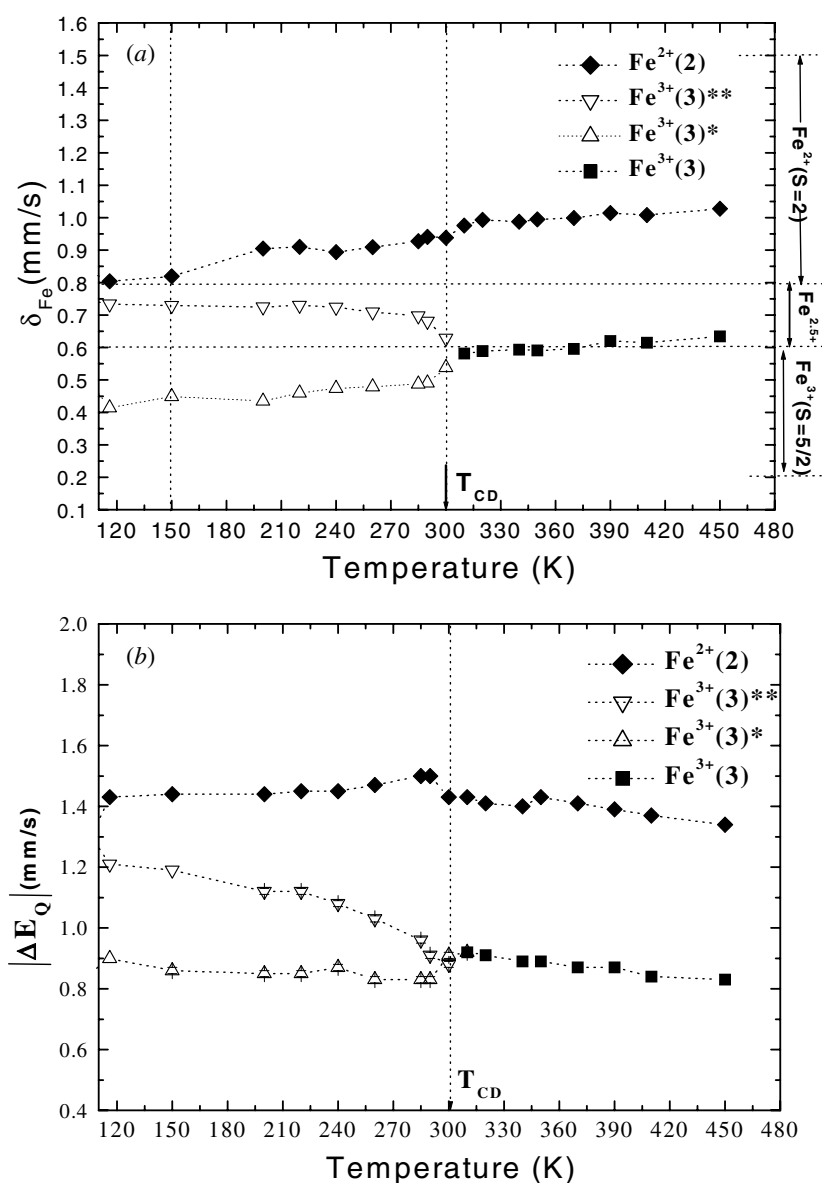 (a)
Fe²⁺(2)
Fe³⁺(3)**
Fe³⁺(3)*
Fe³⁺(3)
1.6
1.5
1.4
1.3
1.2
1.1
1.0
0.9
0.8
0.7
0.6
0.5
0.4
0.3
0.2
0.1
δFe(mm/s)
Fe²⁺(S=2)
Fe²·⁵⁺
Fe³⁺(S=5/2)
TCD
120 150 180 210 240 270 300 330 360 390 420 450 480
Temperature (K)
(b)
Fe²⁺(2)
Fe³⁺(3)**
Fe³⁺(3)*
Fe³⁺(3)
2.0
1.8
1.6
1.4
1.2
1.0
0.8
0.6
0.4
|ΔEQ|(mm/s)
TCD
120 150 180 210 240 270 300 330 360 390 420 450 480
Temperature (K)